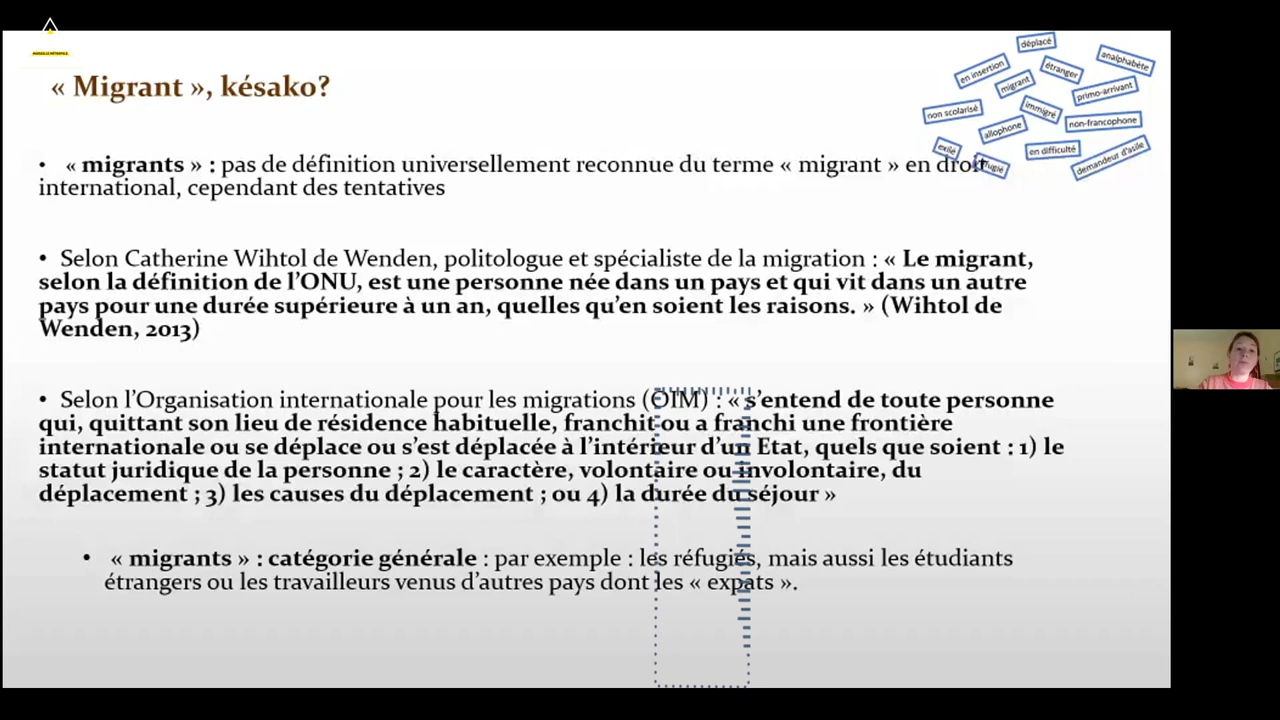 MARSEILLE MÉTROPOLE
« Migrant », késako?
déplacé
analphabète
en insertion
étranger
migrant
primo-arrivant
non scolarisé
immigré
allophone
non-francophone
exilé
en difficulté
demandeur d'asile
• « migrants » : pas de définition universellement reconnue du terme « migrant » en droit
international, cependant des tentatives
• Selon Catherine Wihtol de Wenden, politologue et spécialiste de la migration : « Le migrant,
selon la définition de l'ONU, est une personne née dans un pays et qui vit dans un autre
pays pour une durée supérieure à un an, quelles qu'en soient les raisons. » (Wihtol de
Wenden, 2013)
• Selon l'Organisation internationale pour les migrations (OIM) : « s'entend de toute personne
qui, quittant son lieu de résidence habituelle, franchit ou a franchi une frontière
internationale ou se déplace ou s'est déplacée à l'intérieur d'un Etat, quels que soient : 1) le
statut juridique de la personne ; 2) le caractère, volontaire ou involontaire, du
déplacement ; 3) les causes du déplacement ; ou 4) la durée du séjour »
• « migrants » : catégorie générale : par exemple : les réfugiés, mais aussi les étudiants
étrangers ou les travailleurs venus d'autres pays dont les « expats ».